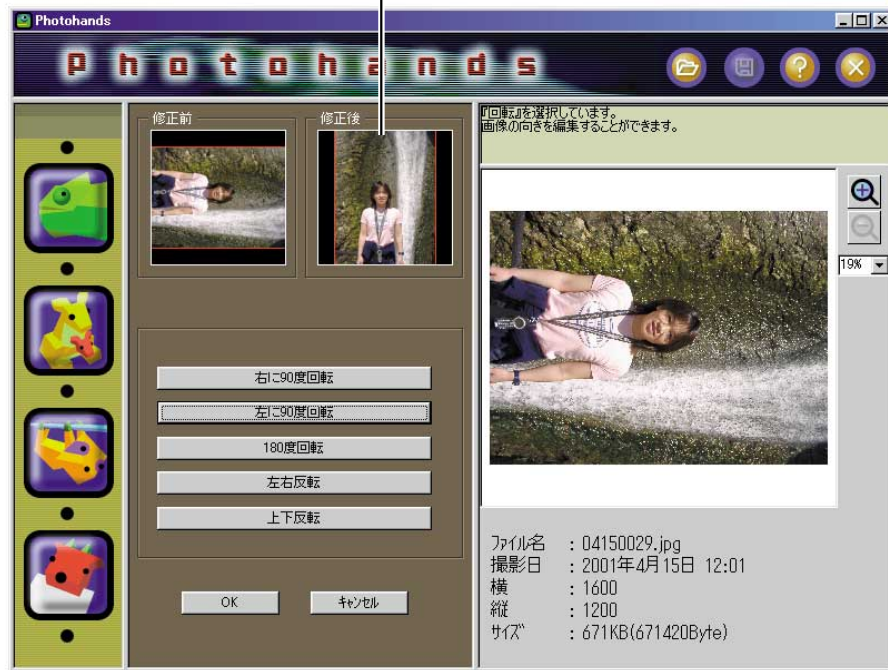 Photohands
Photohands
修正前
修正後
『回転』を選択しています。
画像の向きを編集することができます。
19%
右に90度回転
左に90度回転
180度回転
左右反転
上下反転
OK
キャンセル
ファイル名 : 04150029.jpg
撮影日 : 2001年4月15日 12:01
横 : 1600
縦 : 1200
サイズ : 671KB(671420Byte)